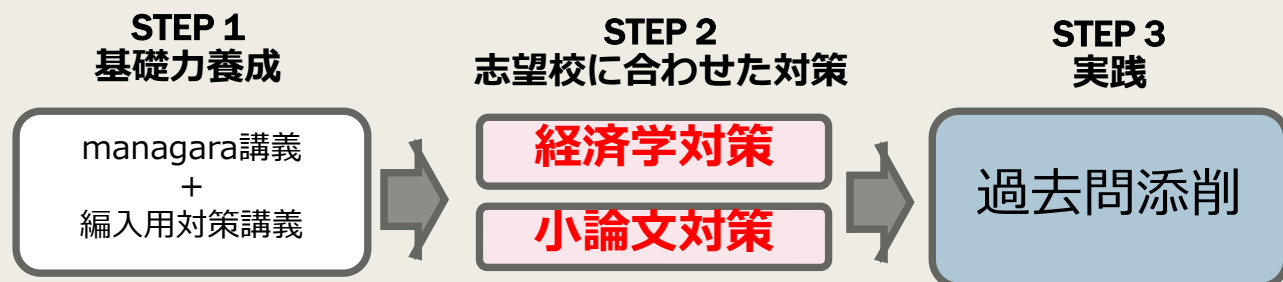 STEP 1
基礎力養成
managara講義
+
編入用対策講義
STEP 2
志望校に合わせた対策
経済学対策
小論文対策
STEP 3
実践
過去問添削